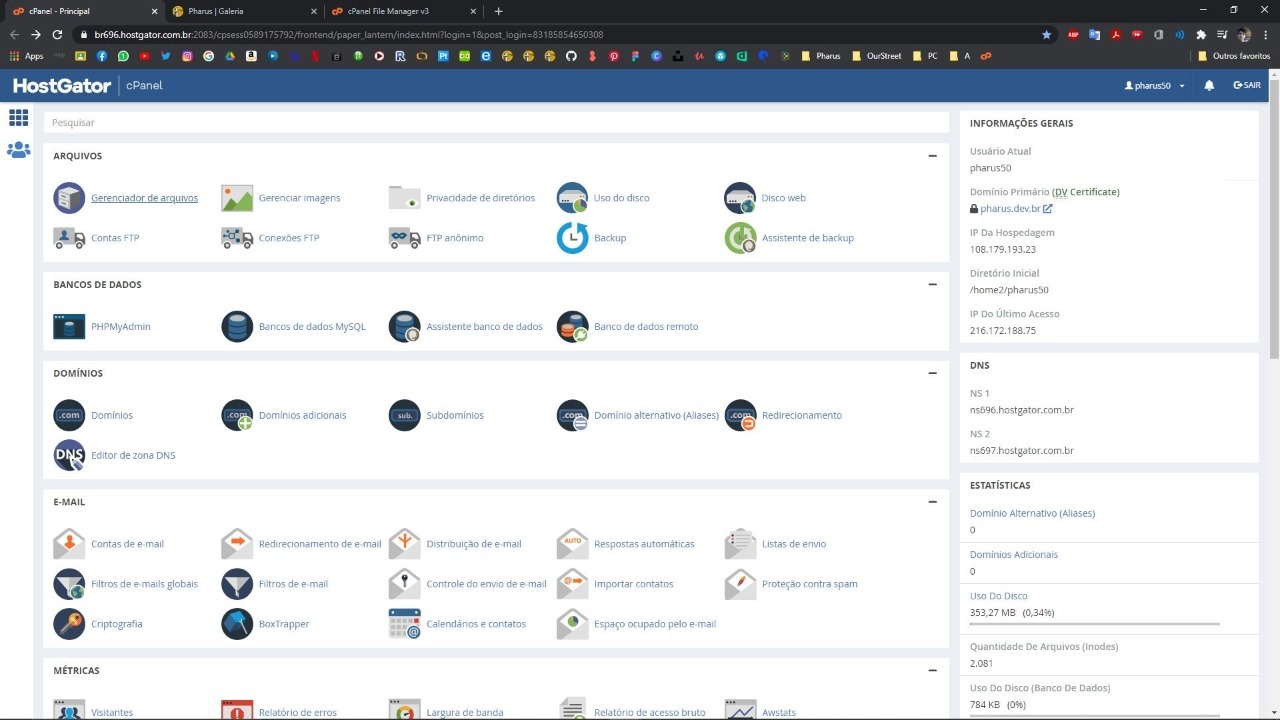 cPanel - Principal
Pharus | Galeria
cPanel File Manager v3
br696.hostgator.com.br:2083/cpsess0589175792/frontend/paper_lantern/index.html?login=1&post_login=83185854650308
Apps
Pharus
OurStreet
PC
A
Outros favoritos
HostGator cPanel
pharus50
SAIR
Pesquisar
ARQUIVOS
Gerenciador de arquivos
Gerenciar imagens
Privacidade de diretórios
Uso do disco
Disco web
Contas FTP
Conexões FTP
FTP anônimo
Backup
Assistente de backup
BANCOS DE DADOS
PHPMyAdmin
Bancos de dados MySQL
Assistente banco de dados
Banco de dados remoto
DOMÍNIOS
.com Domínios
.com Domínios adicionais
sub. Subdomínios
.com Domínio alternativo (Aliases)
.com Redirecionamento
DNS Editor de zona DNS
E-MAIL
Contas de e-mail
Redirecionamento de e-mail
Distribuição de e-mail
AUTO Respostas automáticas
Listas de envio
Filtros de e-mails globais
Filtros de e-mail
Controle do envio de e-mail
Importar contatos
Proteção contra spam
Criptografia
BoxTrapper
Calendários e contatos
Espaço ocupado pelo e-mail
MÉTRICAS
Visitantes
Relatório de erros
Largura de banda
Relatório de acesso bruto
Awstats
INFORMAÇÕES GERAIS
Usuário Atual
pharus50
Domínio Primário (DV Certificate)
pharus.dev.br
IP Da Hospedagem
108.179.193.23
Diretório Inicial
/home2/pharus50
IP Do Último Acesso
216.172.188.75
DNS
NS 1
ns696.hostgator.com.br
NS 2
ns697.hostgator.com.br
ESTATÍSTICAS
Domínio Alternativo (Aliases)
0
Domínios Adicionais
0
Uso Do Disco
353,27 MB (0,34%)
Quantidade De Arquivos (Inodes)
2.081
Uso Do Disco (Banco De Dados)
784 KB (0%)